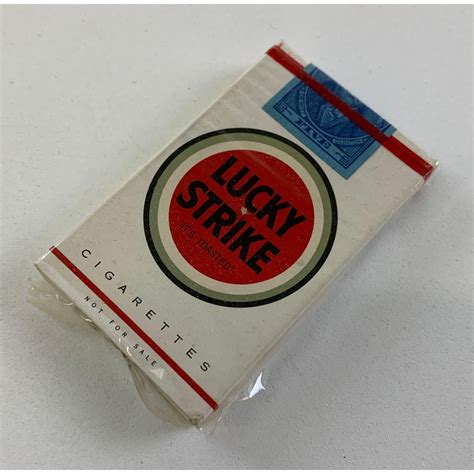 LUCKY
STRIKE
"IT'S TOASTED"
CIGARETTES
NOT FOR SALE